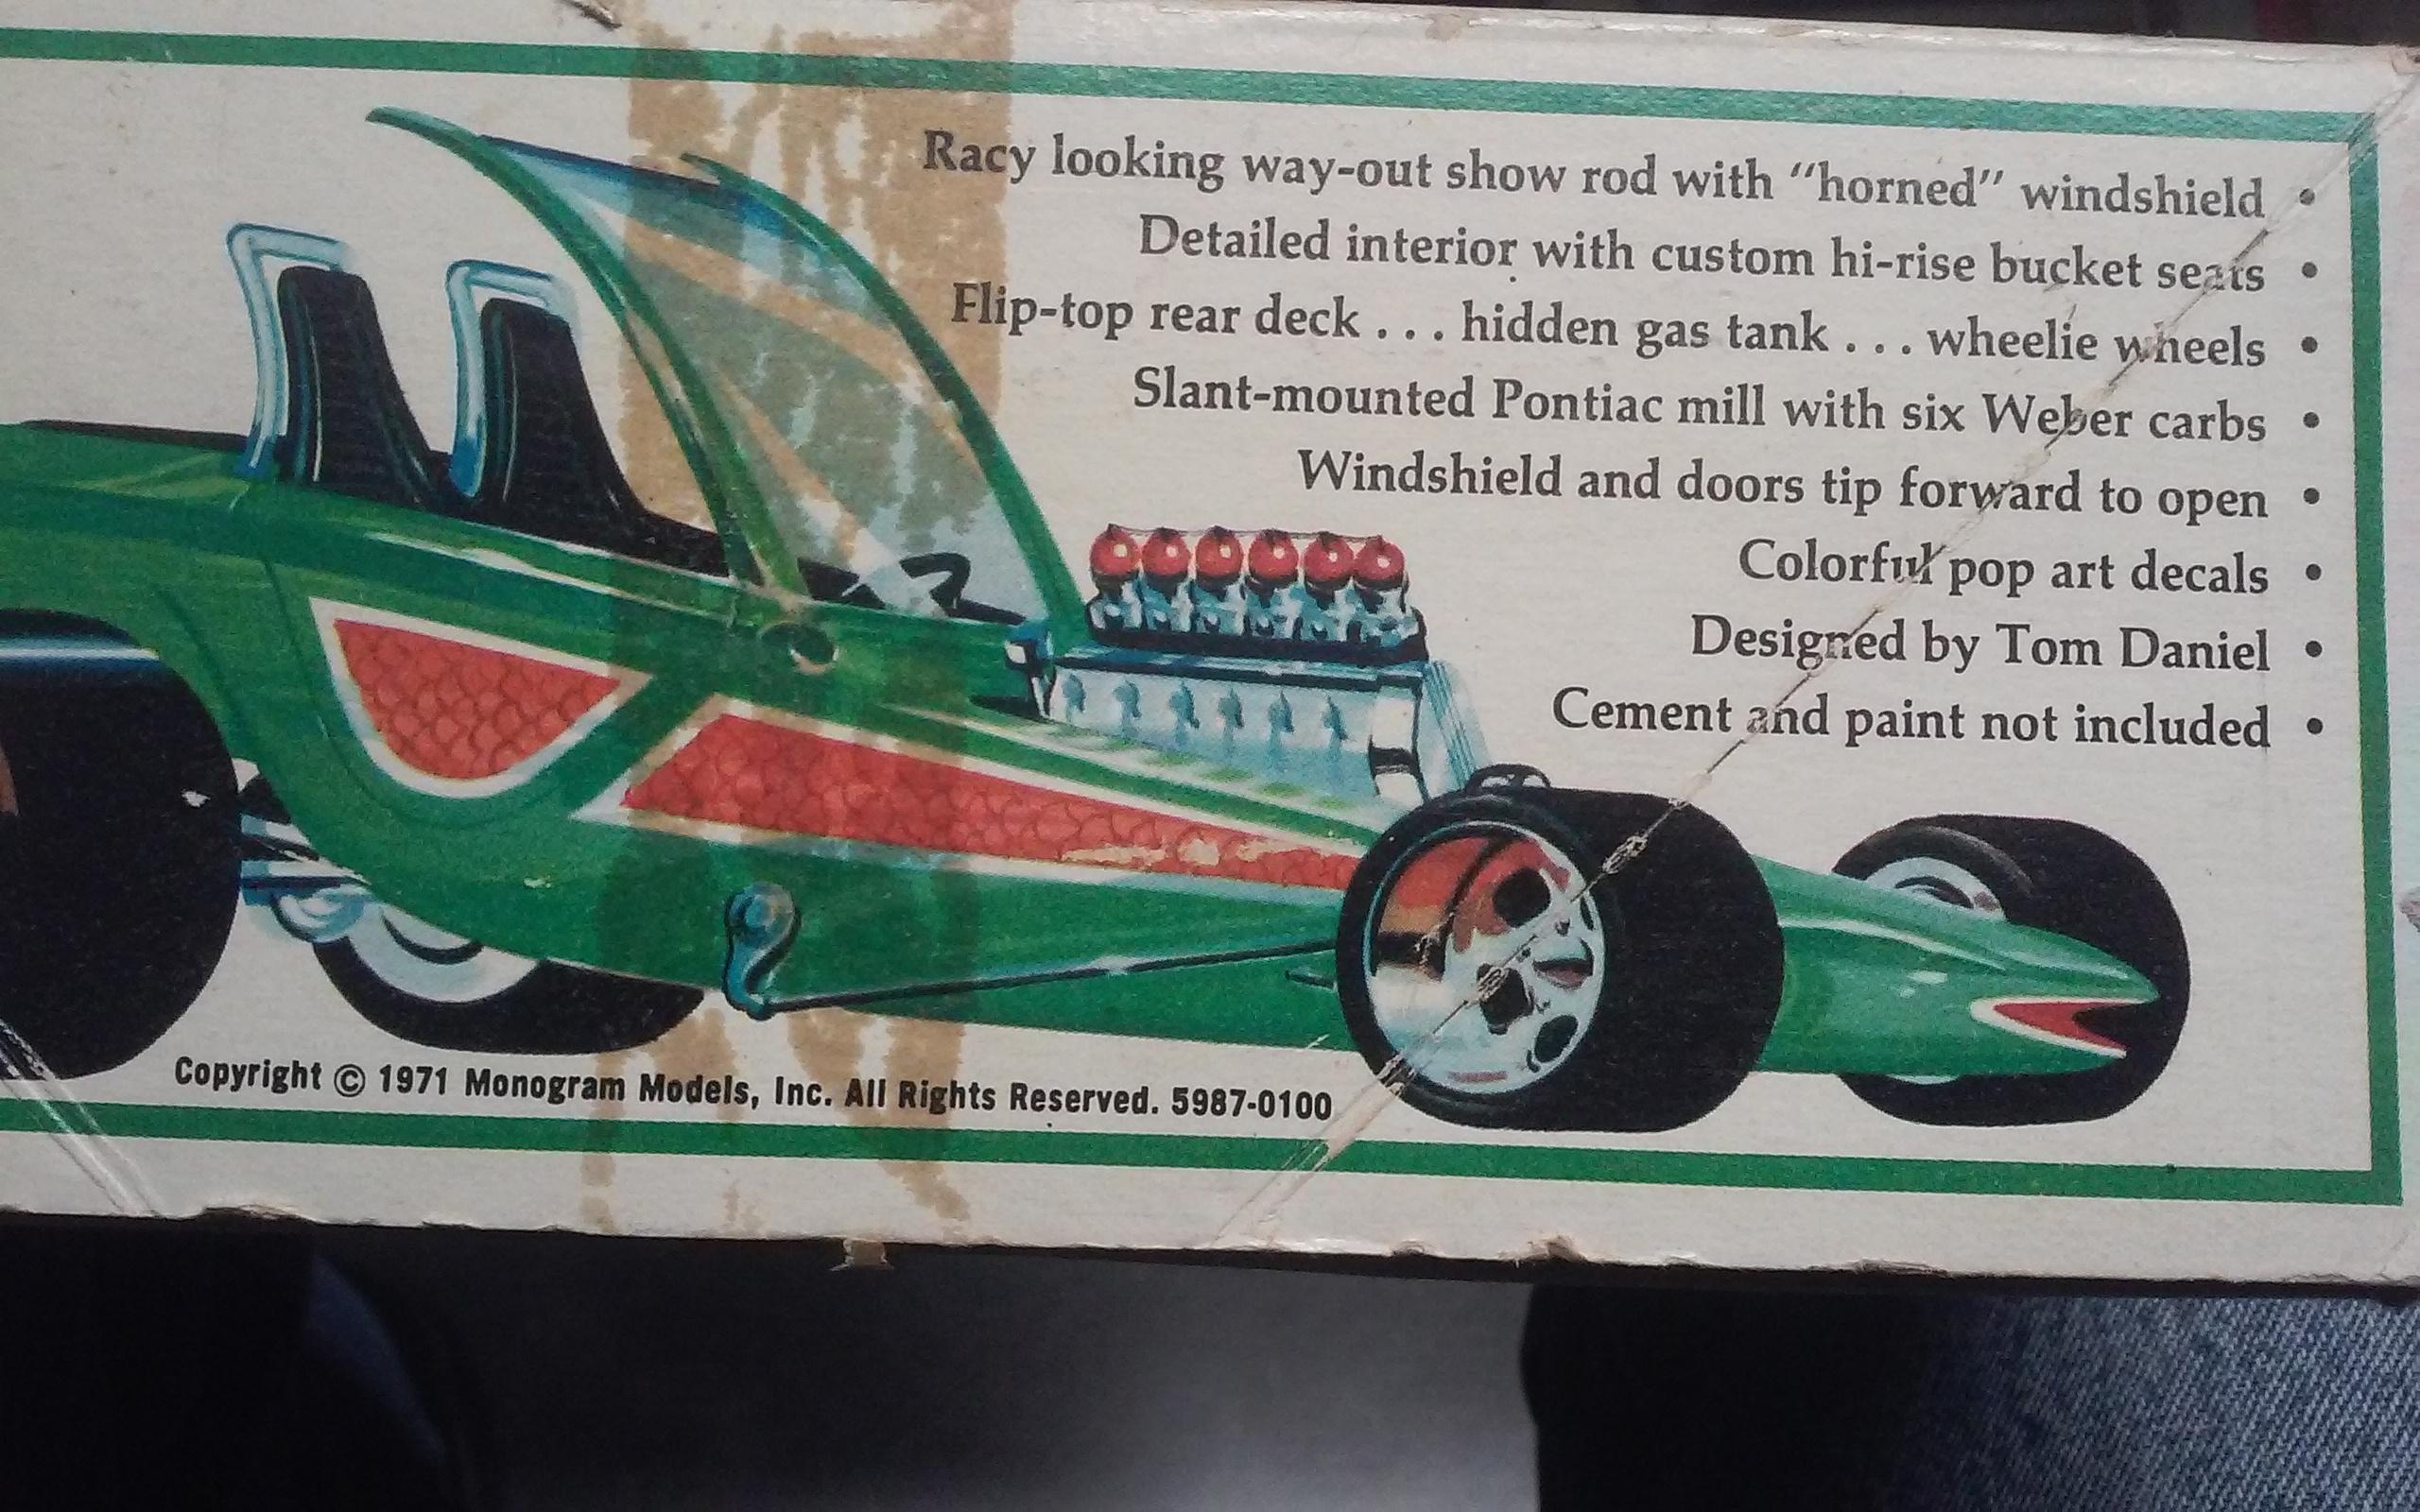 Racy looking way-out show rod with "horned" windshield •
Detailed interior with custom hi-rise bucket seats •
Flip-top rear deck . . . hidden gas tank . . . wheelie wheels •
Slant-mounted Pontiac mill with six Weber carbs •
Windshield and doors tip forward to open •
Colorful pop art decals •
Designed by Tom Daniel •
Cement and paint not included •
Copyright © 1971 Monogram Models, Inc. All Rights Reserved. 5987-0100